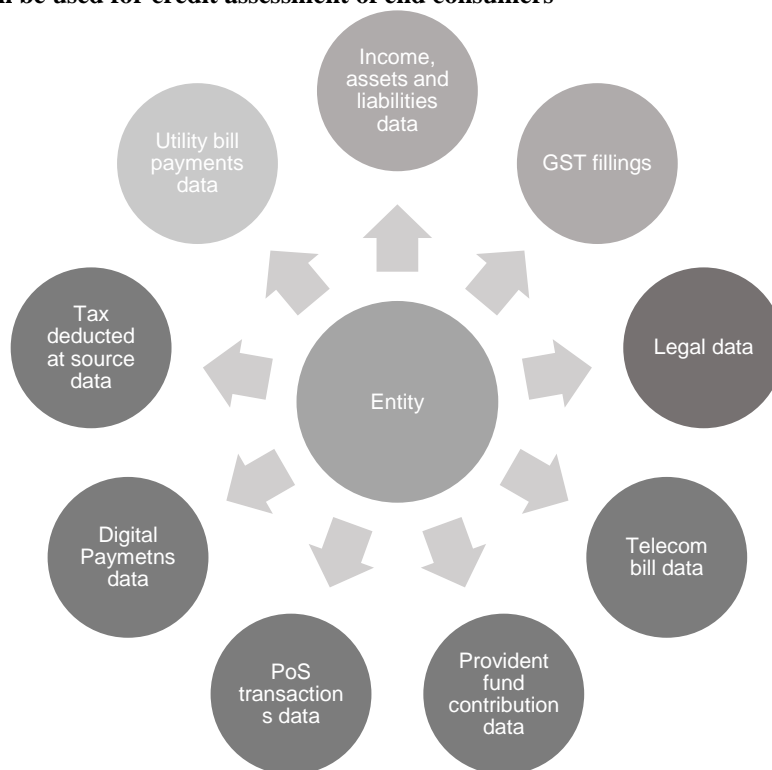 be used for credit assessment of end consumers
Income,
assets and
liabilities
data
GST fillings
Legal data
Telecom
bill data
Provident
fund
contribution
data
PoS
transaction
s data
Digital
Paymetns
data
Tax
deducted
at source
data
Utility bill
payments
data
Entity